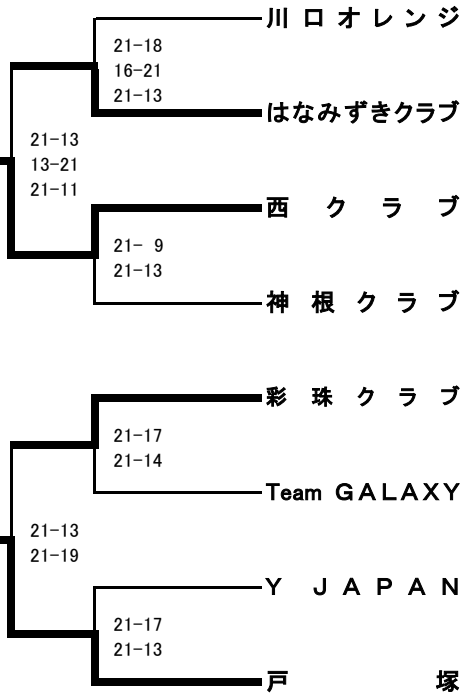 川口オレンジ
21-18
16-21
21-13
はなみずきクラブ
21-13
13-21
21-11
西クラブ
21- 9
21-13
神根クラブ
彩珠クラブ
21-17
21-14
Team GALAXY
21-13
21-19
Y JAPAN
21-17
21-13
戸塚